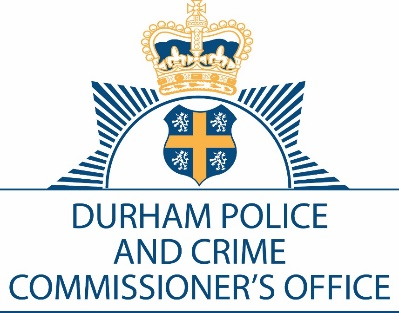 DURHAM POLICE
AND CRIME
COMMISSIONER'S OFFICE